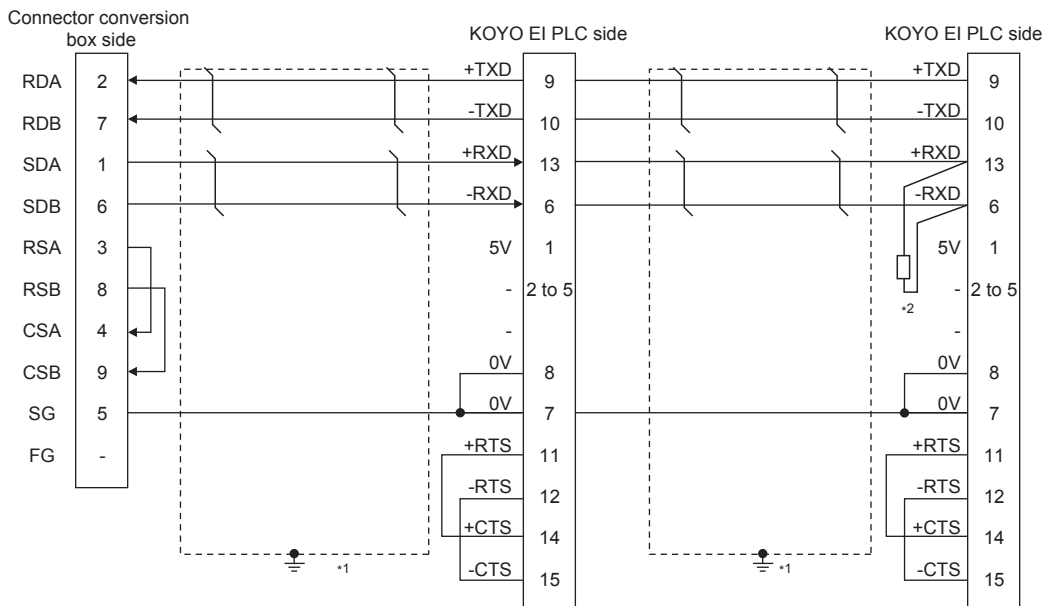 Connector conversion
box side
KOYO EI PLC side
KOYO EI PLC side
RDA 2 +TXD 9 +TXD 9
RDB 7 -TXD 10 -TXD 10
SDA 1 +RXD 13 +RXD 13
SDB 6 -RXD 6 -RXD 6
RSA 3 5V 1 5V 1
RSB 8 - 2 to 5 - 2 to 5
*2
CSA 4 -
CSB 9 0V 8 0V 8
SG 5 0V 7 0V 7
FG - +RTS 11 +RTS 11
-RTS 12 -RTS 12
+CTS 14 +CTS 14
*1 -CTS 15 *1 -CTS 15